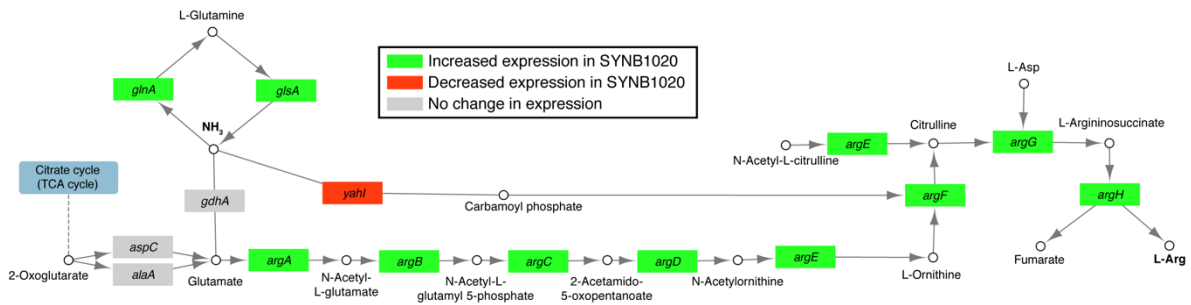 L-Glutamine
Increased expression in SYNB1020
Decreased expression in SYNB1020
No change in expression
glnA
glsA
NH3
L-Asp
Citrulline
L-Argininosuccinate
argE
argG
N-Acetyl-L-citrulline
Citrate cycle
(TCA cycle)
gdhA
yahI
Carbamoyl phosphate
argF
argH
aspC
alaA
2-Oxoglutarate
Glutamate
argA
N-Acetyl-
L-glutamate
argB
N-Acetyl-L-
glutamyl 5-phosphate
argC
2-Acetamido-
5-oxopentanoate
argD
N-Acetylornithine
argE
L-Ornithine
Fumarate
L-Arg